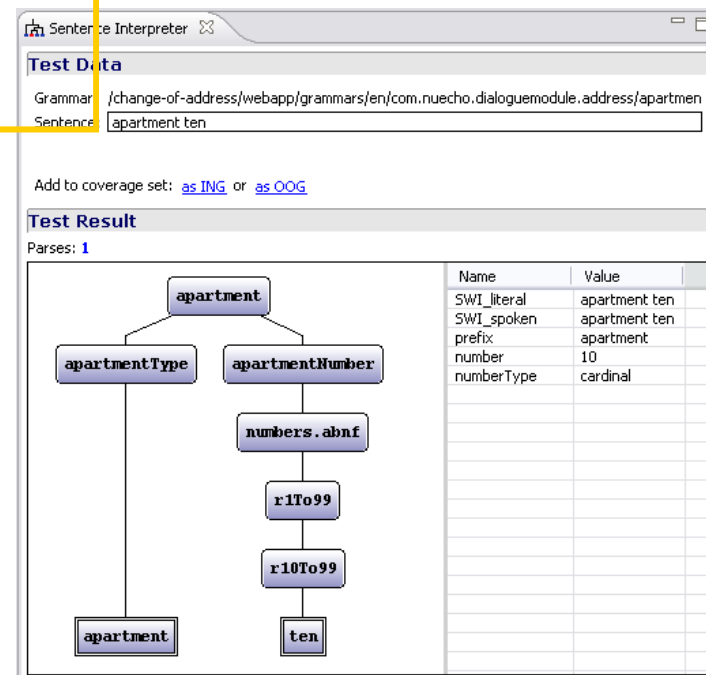 Sentence Interpreter
Test Data
Grammar: /change-of-address/webapp/grammars/en/com.nuecho.dialoguemodule.address/apartmen
Sentence: apartment ten
Add to coverage set: as ING or as OOG
Test Result
Parses: 1
Name Value
SWI_literal apartment ten
SWI_spoken apartment ten
prefix apartment
number 10
numberType cardinal
apartment
apartmentType apartmentNumber
numbers.abnf
r1To99
r10To99
apartment ten